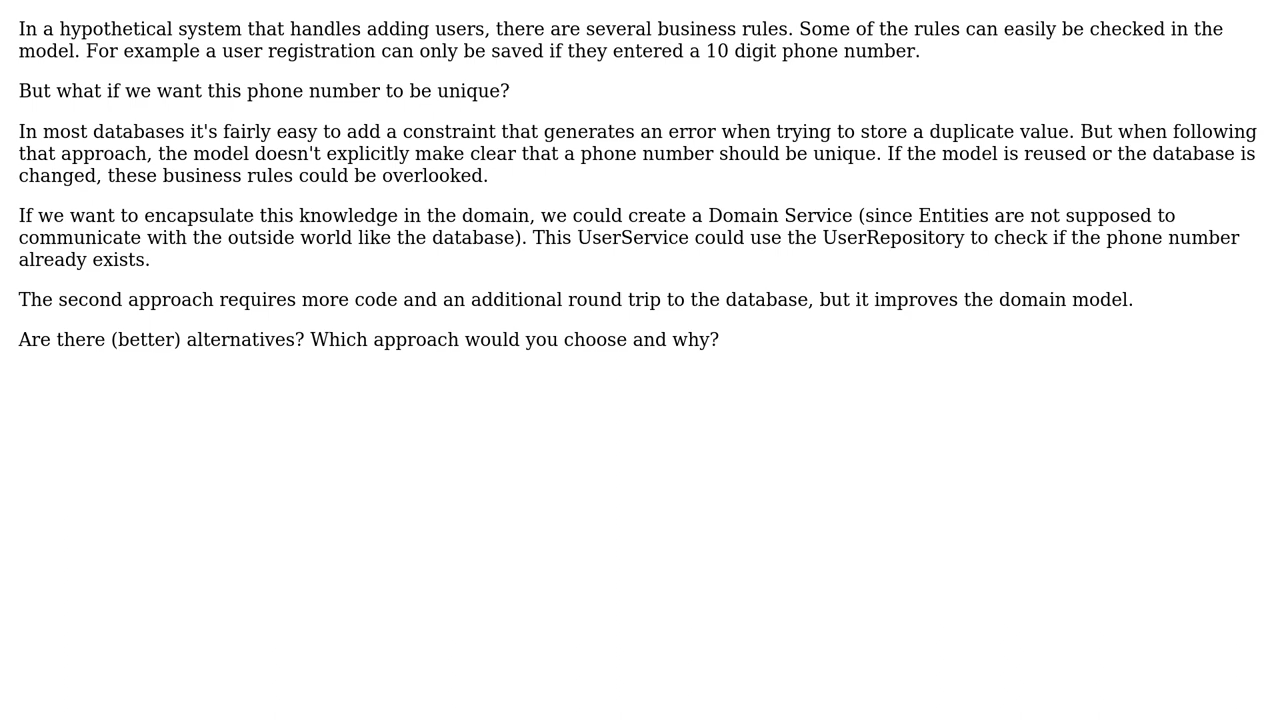 In a hypothetical system that handles adding users, there are several business rules. Some of the rules can easily be checked in the
model. For example a user registration can only be saved if they entered a 10 digit phone number.
But what if we want this phone number to be unique?
In most databases it's fairly easy to add a constraint that generates an error when trying to store a duplicate value. But when following
that approach, the model doesn't explicitly make clear that a phone number should be unique. If the model is reused or the database is
changed, these business rules could be overlooked.
If we want to encapsulate this knowledge in the domain, we could create a Domain Service (since Entities are not supposed to
communicate with the outside world like the database). This UserService could use the UserRepository to check if the phone number
already exists.
The second approach requires more code and an additional round trip to the database, but it improves the domain model.
Are there (better) alternatives? Which approach would you choose and why?